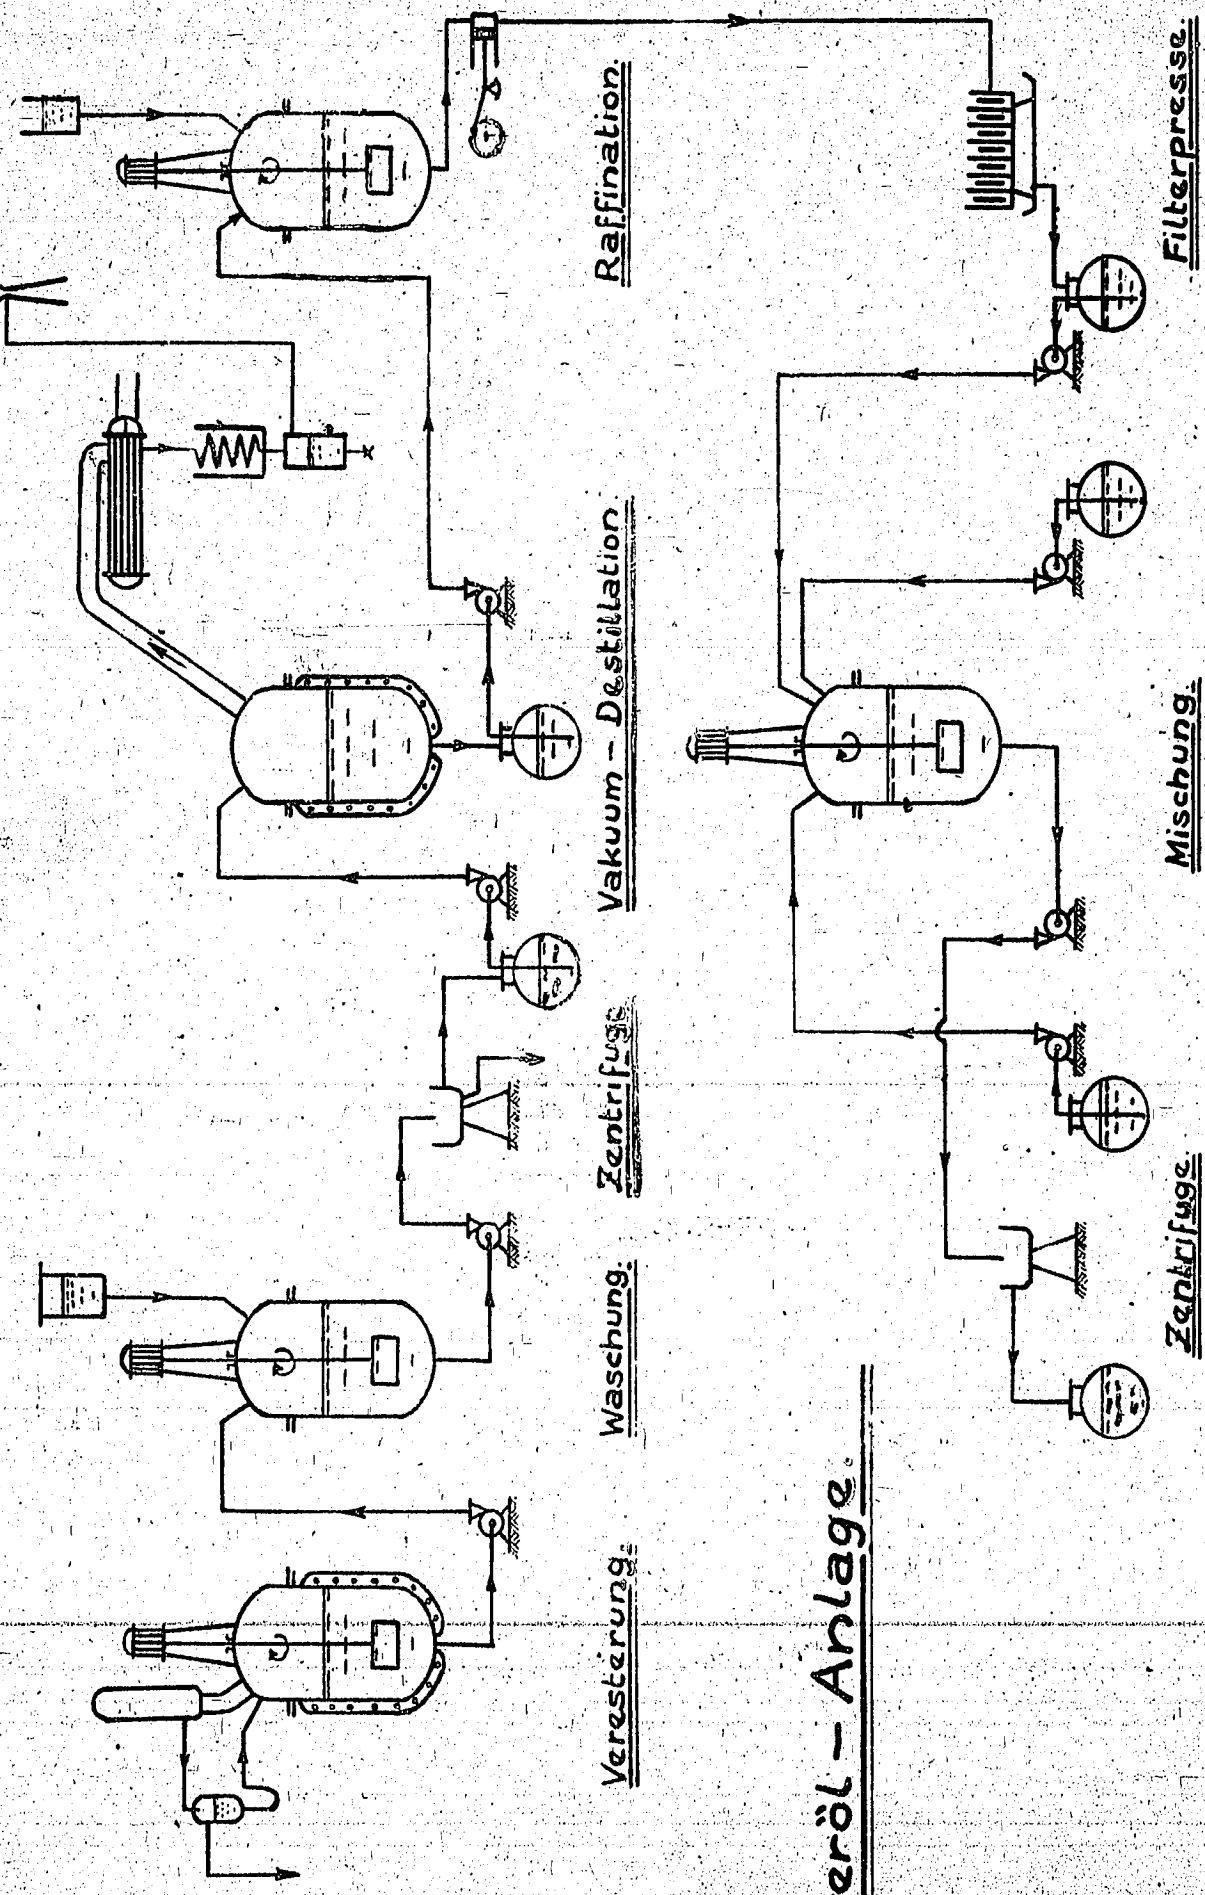 Veresterung.
Waschung.
Zentrifuge
Vakuum – Destillation.
Raffination.
Zentrifuge.
Mischung.
Filterpresse.
eröl – Anlage.